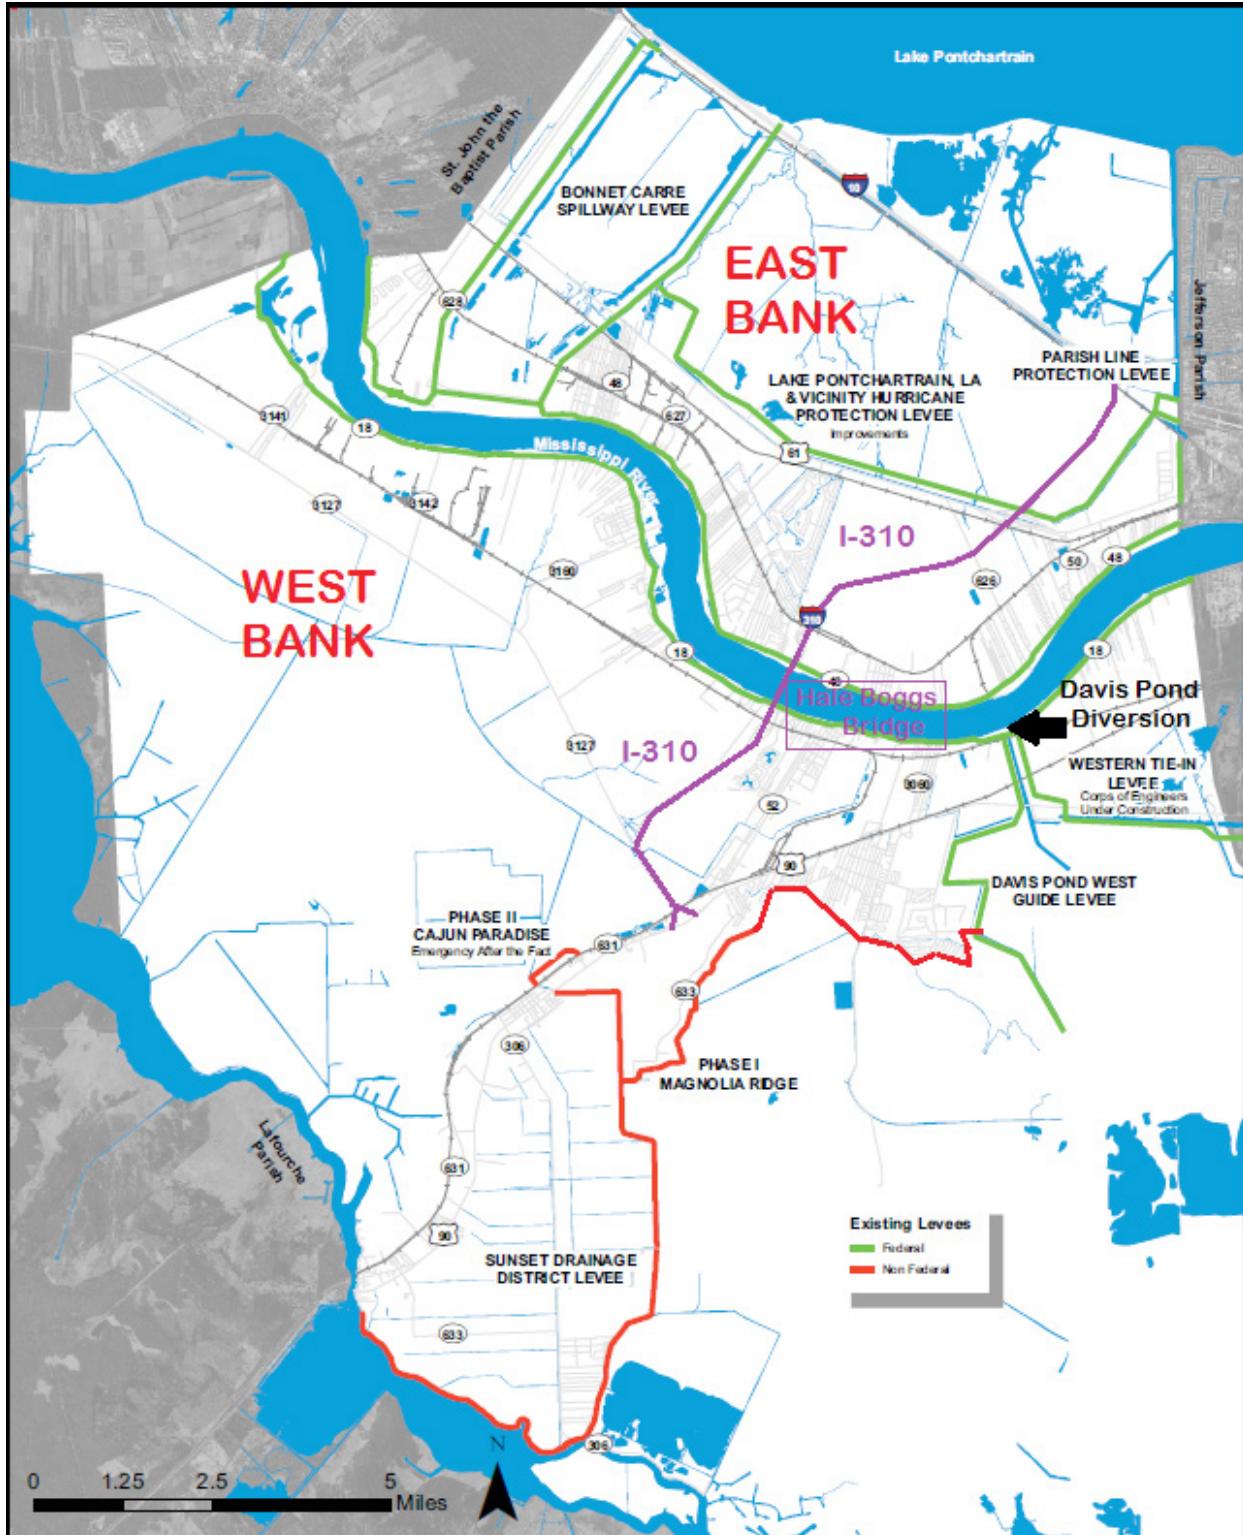 Lake Pontchartrain
St. John the
Baptist Parish
BONNET CARRE
SPILLWAY LEVEE
10
EAST
BANK
Jefferson Parish
628
PARISH LINE
PROTECTION LEVEE
48
LAKE PONTCHARTRAIN, LA
& VICINITY HURRICANE
PROTECTION LEVEE
Improvements
627
3141
18
Mississippi River
61
3127
3142
I-310
48
50
3160
626
WEST
BANK
310
18
18
48
Hale Boggs
Bridge
Davis Pond
Diversion
3127
I-310
WESTERN TIE-IN
LEVEE
Corps of Engineers
Under Construction
52
3060
90
DAVIS POND WEST
GUIDE LEVEE
PHASE II
CAJUN PARADISE
Emergency After the Fact
631
633
306
PHASE I
MAGNOLIA RIDGE
Lafourche
Parish
631
90
Existing Levees
Federal
Non Federal
SUNSET DRAINAGE
DISTRICT LEVEE
633
306
N
0 1.25 2.5 5
Miles